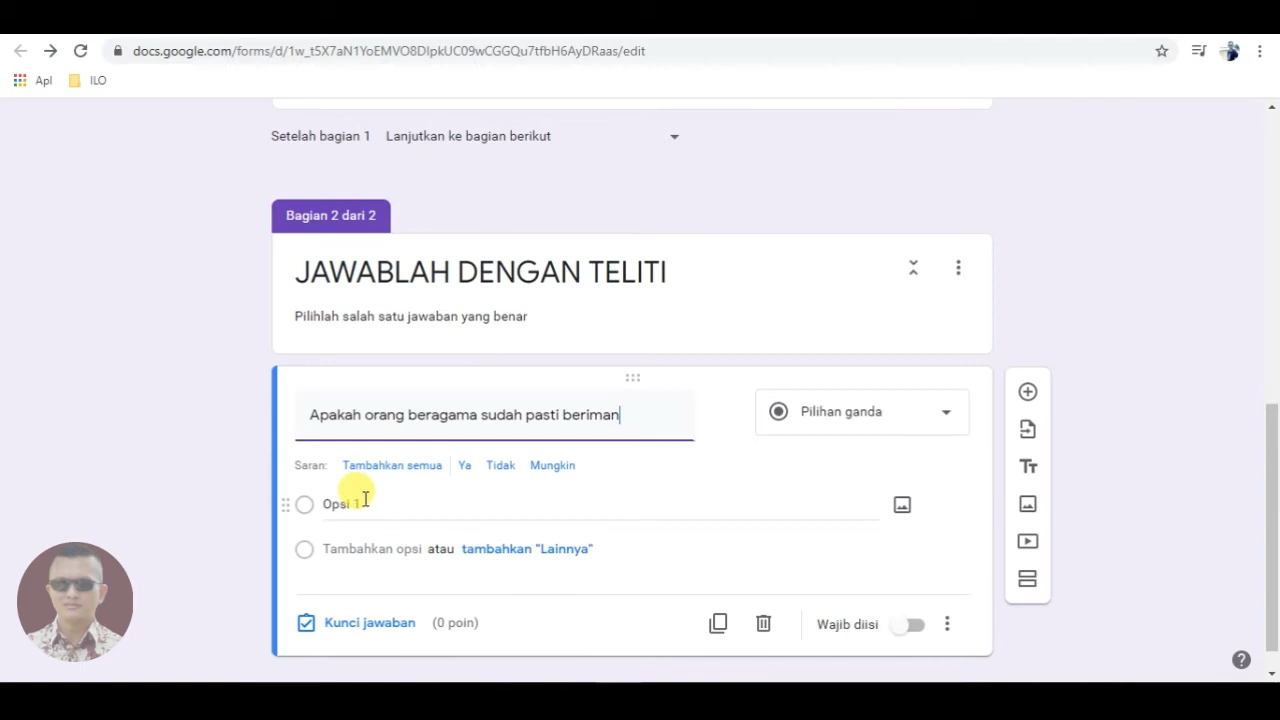 docs.google.com/forms/d/1w_t5X7aN1YoEMVO8DIpkUC09wCGGQu7tfbH6AyDRaas/edit
Apl ILO
Setelah bagian 1 Lanjutkan ke bagian berikut
Bagian 2 dari 2
JAWABLAH DENGAN TELITI
Pilihlah salah satu jawaban yang benar
Apakah orang beragama sudah pasti beriman
Pilihan ganda
Saran: Tambahkan semua Ya Tidak Mungkin
Opsi 1
Tambahkan opsi atau tambahkan "Lainnya"
Kunci jawaban (0 poin) Wajib diisi